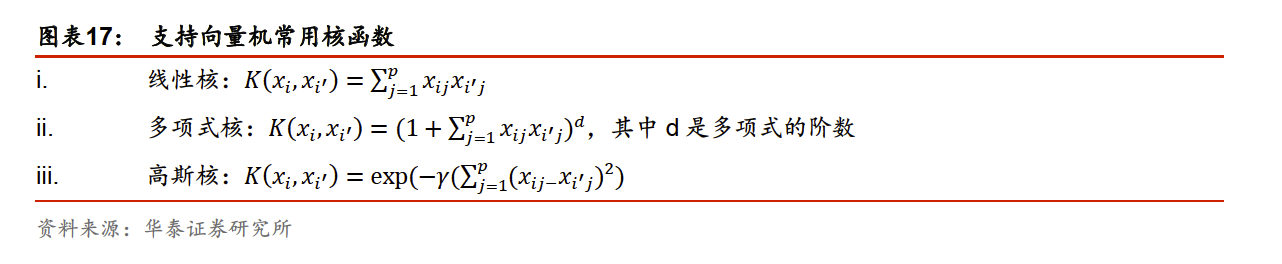 图表17： 支持向量机常用核函数
i. 线性核：$K(x_i, x_{i'}) = \sum_{j=1}^{p} x_{ij} x_{i'j}$
ii. 多项式核：$K(x_i, x_{i'}) = (1 + \sum_{j=1}^{p} x_{ij} x_{i'j})^d$，其中 d 是多项式的阶数
iii. 高斯核：$K(x_i, x_{i'}) = \exp(-\gamma(\sum_{j=1}^{p} (x_{ij-}x_{i'j})^2)$
资料来源：华泰证券研究所